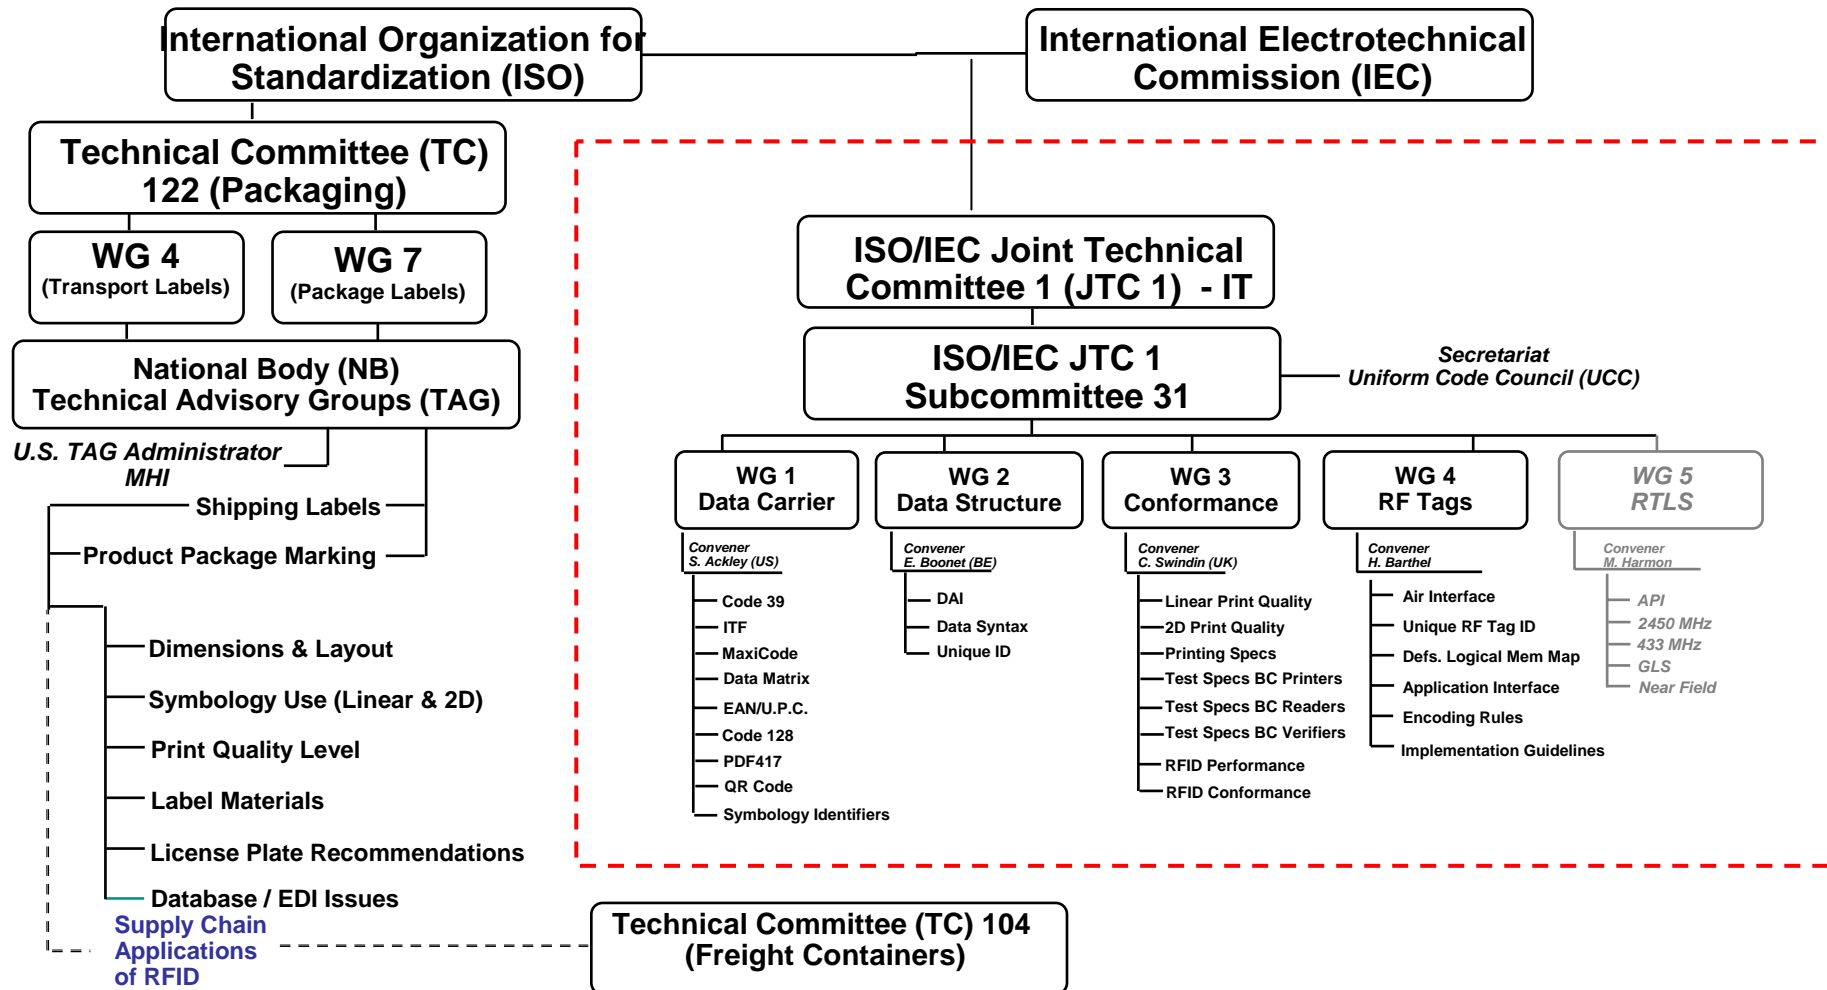 International Organization for
Standardization (ISO)
International Electrotechnical
Commission (IEC)
Technical Committee (TC)
122 (Packaging)
WG 4
(Transport Labels)
WG 7
(Package Labels)
National Body (NB)
Technical Advisory Groups (TAG)
U.S. TAG Administrator
MHI
Shipping Labels
Product Package Marking
Dimensions & Layout
Symbology Use (Linear & 2D)
Print Quality Level
Label Materials
License Plate Recommendations
Database / EDI Issues
Supply Chain
Applications
of RFID
Technical Committee (TC) 104
(Freight Containers)
ISO/IEC Joint Technical
Committee 1 (JTC 1) - IT
ISO/IEC JTC 1
Subcommittee 31
Secretariat
Uniform Code Council (UCC)
WG 1
Data Carrier
Convener
S. Ackley (US)
Code 39
ITF
MaxiCode
Data Matrix
EAN/U.P.C.
Code 128
PDF417
QR Code
Symbology Identifiers
WG 2
Data Structure
Convener
E. Boonet (BE)
DAI
Data Syntax
Unique ID
WG 3
Conformance
Convener
C. Swindin (UK)
Linear Print Quality
2D Print Quality
Printing Specs
Test Specs BC Printers
Test Specs BC Readers
Test Specs BC Verifiers
RFID Performance
RFID Conformance
WG 4
RF Tags
Convener
H. Barthel
Air Interface
Unique RF Tag ID
Defs. Logical Mem Map
Application Interface
Encoding Rules
Implementation Guidelines
WG 5
RTLS
Convener
M. Harmon
API
2450 MHz
433 MHz
GLS
Near Field